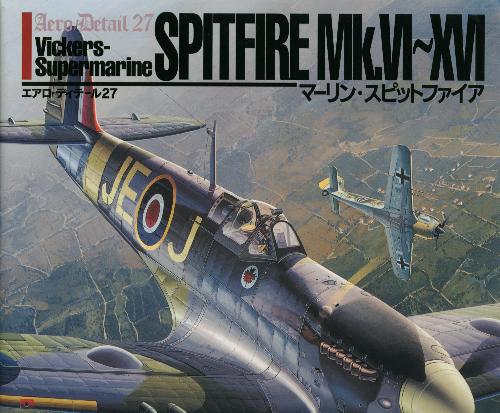 Aero Detail 27
Vickers-
Supermarine
SPITFIRE Mk.VI~XVI
エアロ・ディテール27
マーリン・スピットファイア
JE
J